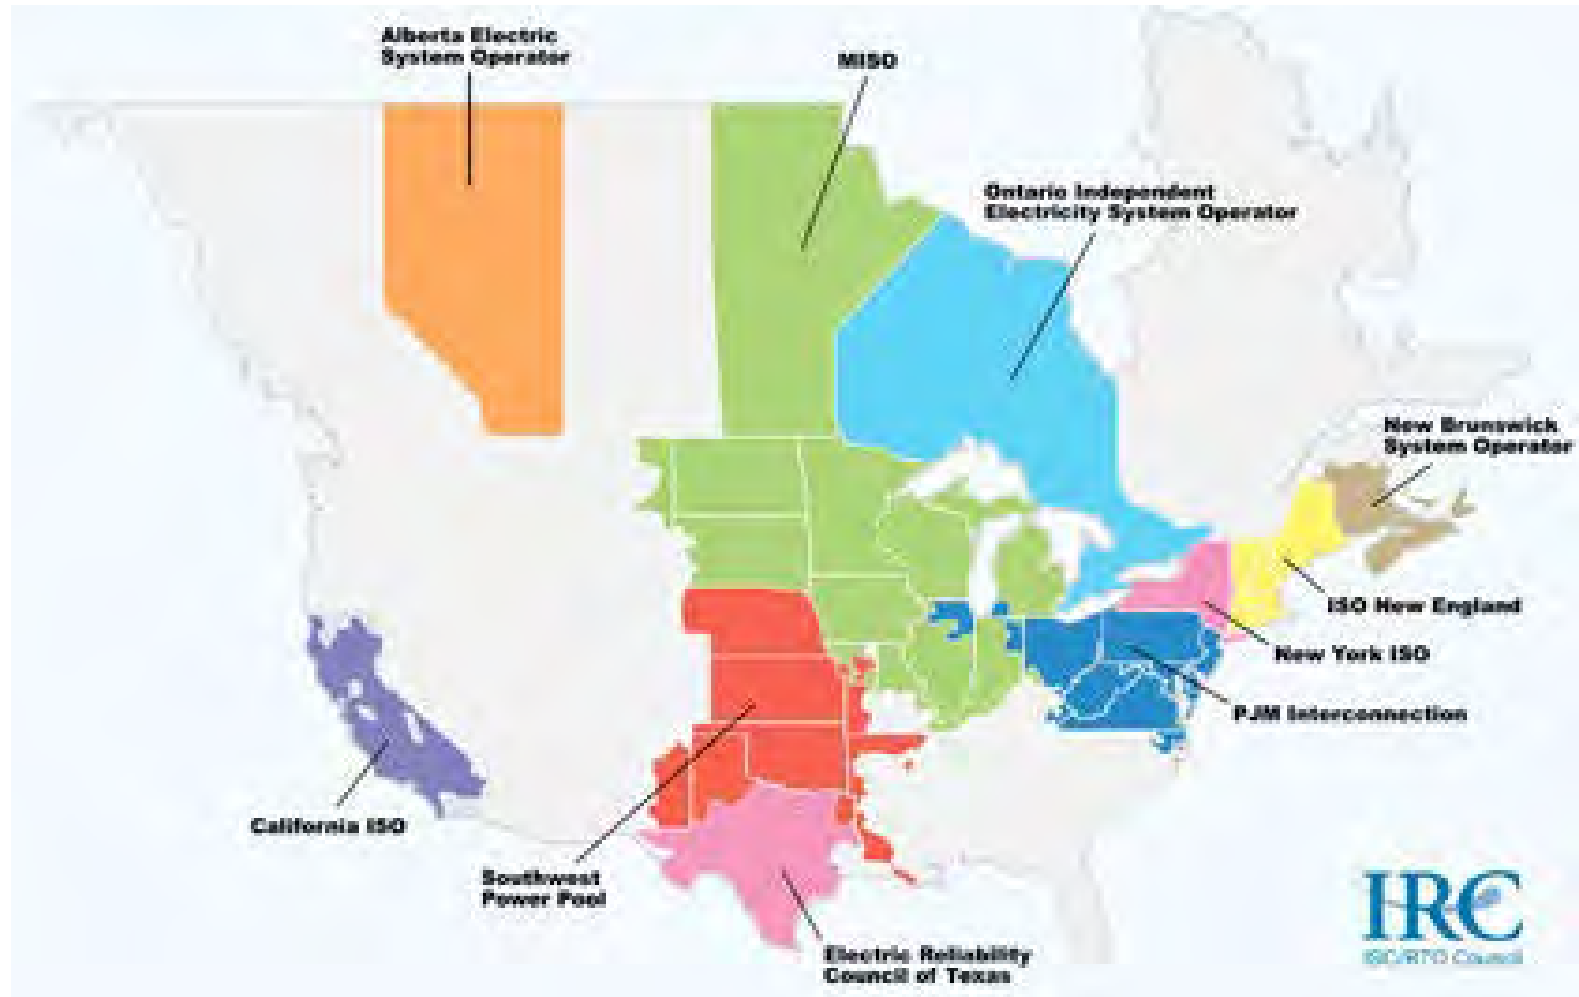 Alberta Electric
System Operator
MISO
Ontario Independent
Electricity System Operator
New Brunswick
System Operator
ISO New England
New York ISO
PJM Interconnection
California ISO
Southwest
Power Pool
Electric Reliability
Council of Texas
IRC
ISO/RTO Council